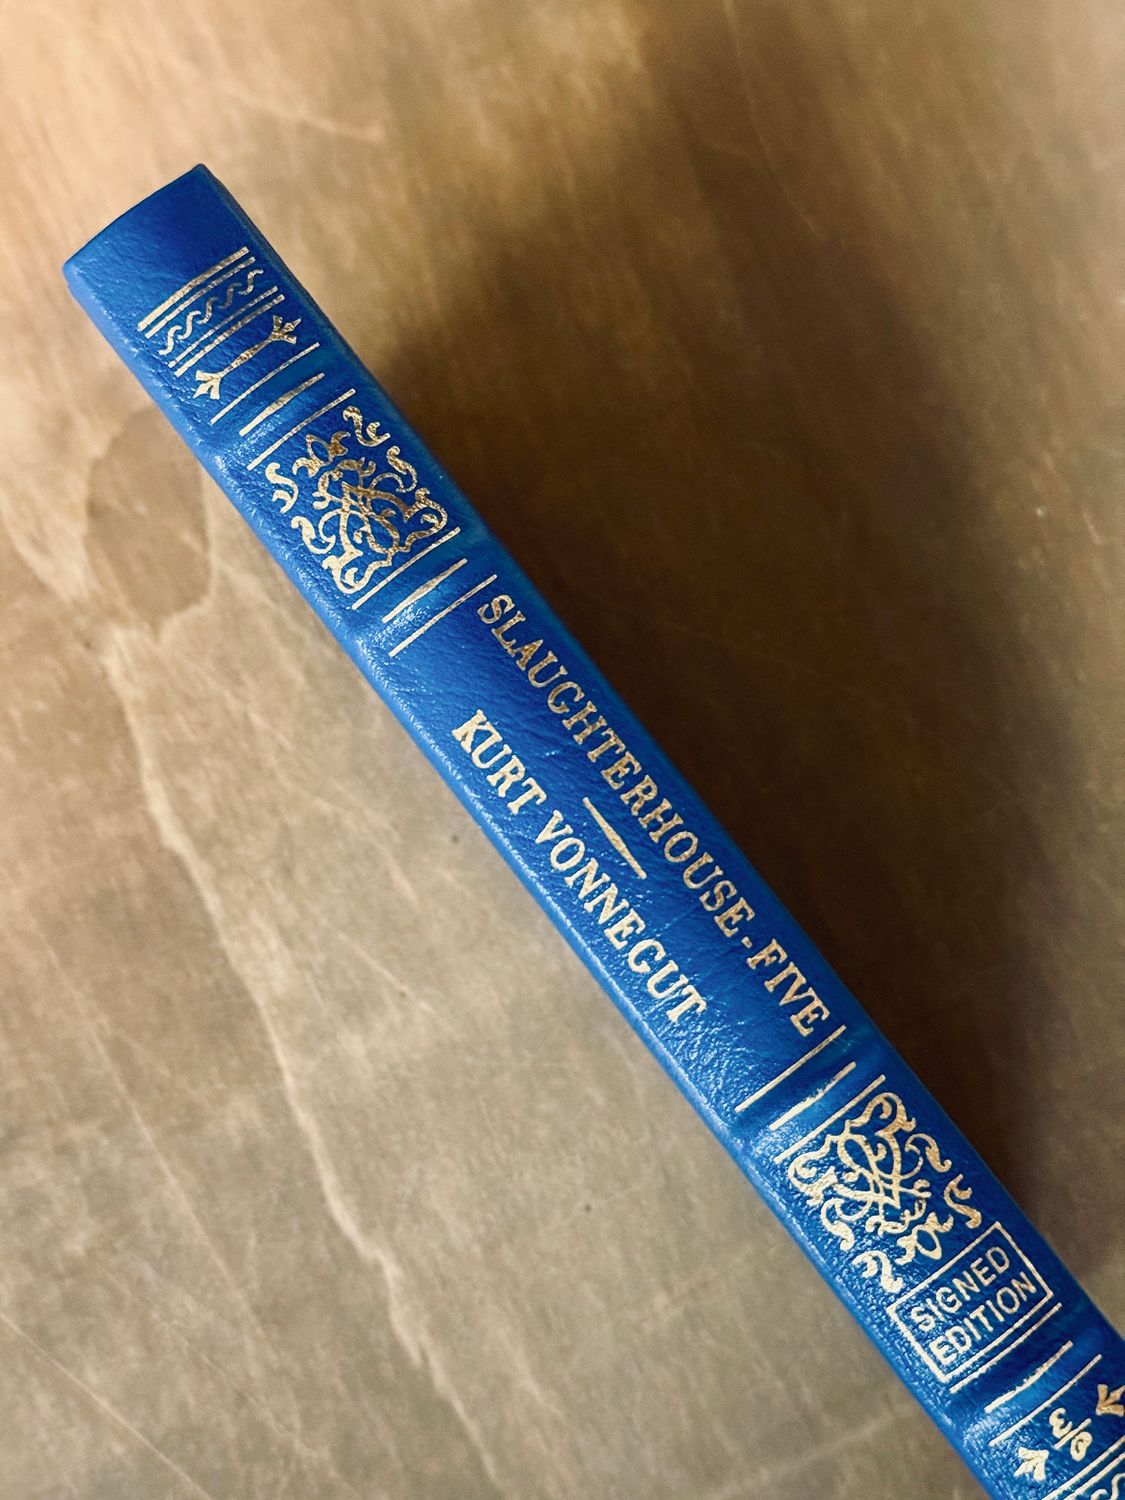 SLAUGHTERHOUSE-FIVE
KURT VONNEGUT
SIGNED
EDITION